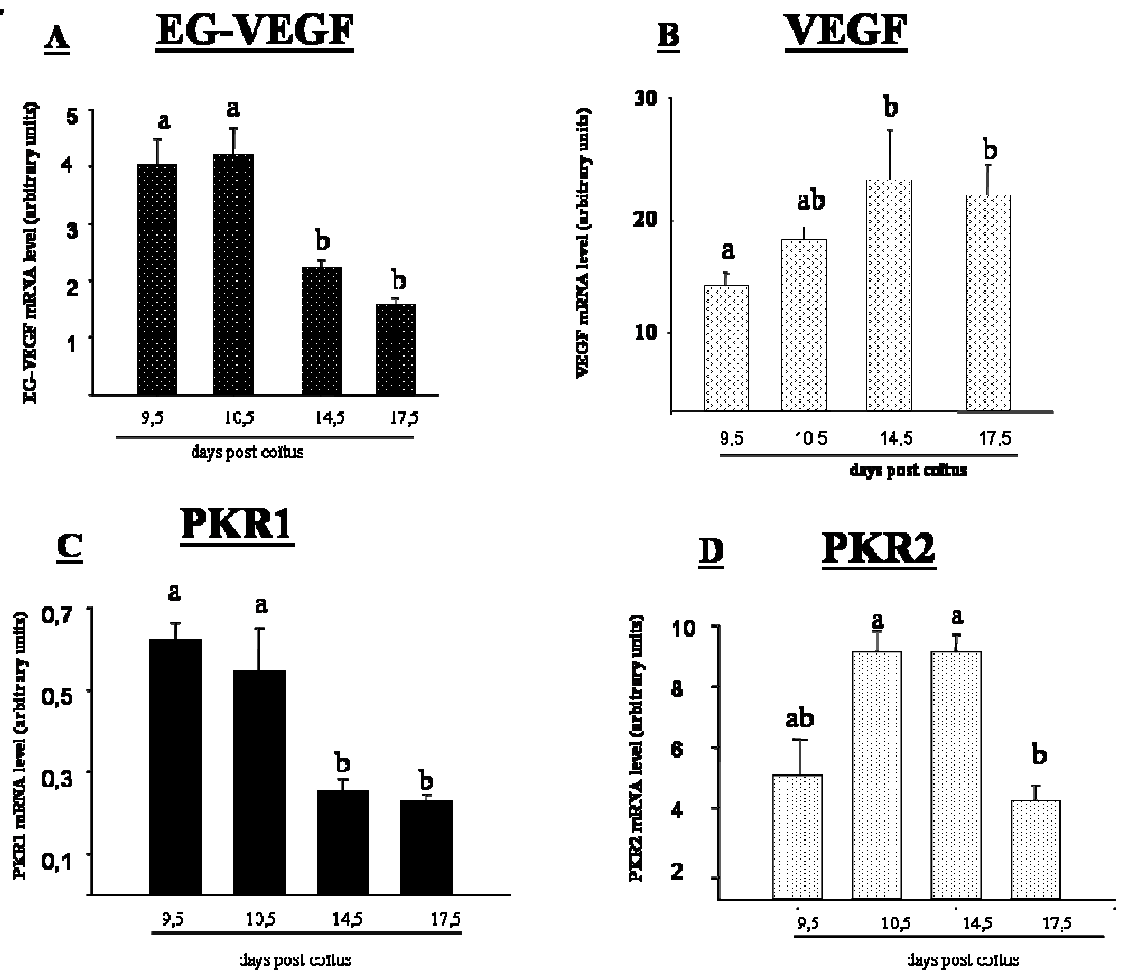 A
EG-VEGF
EG-VEGF mRNA level (arbitrary units)
5
4
3
2
1
a
a
b
b
9,5 10,5 14,5 17,5
days post coïtus
B
VEGF
VEGF mRNA level (arbitrary units)
30
20
10
a
ab
b
b
9,5 10 5 14,5 17,5
days post coïtus
C
PKR1
PKR1 mRNA level (arbitrary units)
0,7
0,5
0,3
0,1
a
a
b
b
9,5 10,5 14,5 17,5
days post coïtus
D
PKR2
PKR2 mRNA level (arbitrary units)
10
8
6
4
2
ab
a
a
b
9,5 10,5 14,5 17,5
days post coïtus